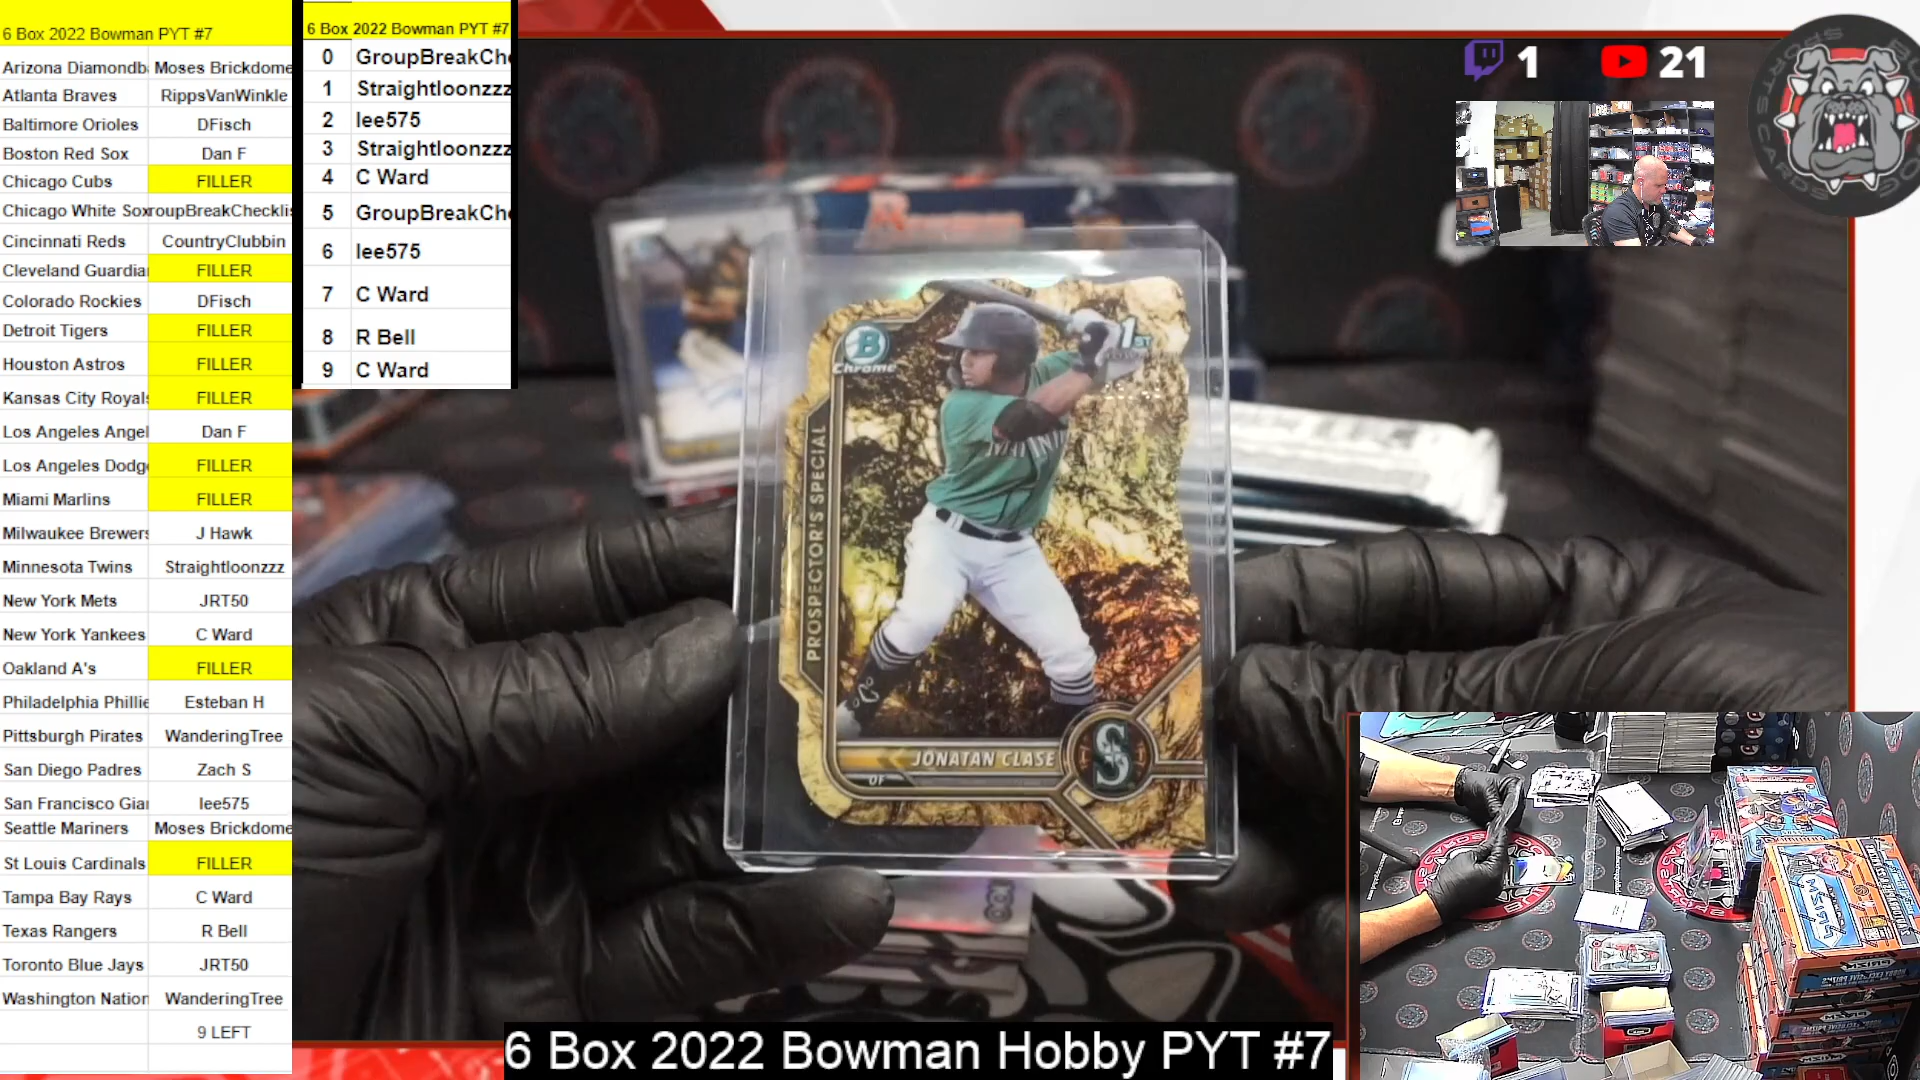 6 Box 2022 Bowman PYT #7
Arizona Diamondb Moses Brickdome
Atlanta Braves RippsVanWinkle
Baltimore Orioles DFisch
Boston Red Sox Dan F
Chicago Cubs FILLER
Chicago White Sox roupBreakChecklis
Cincinnati Reds CountryClubbin
Cleveland Guardia FILLER
Colorado Rockies DFisch
Detroit Tigers FILLER
Houston Astros FILLER
Kansas City Royals FILLER
Los Angeles Angel Dan F
Los Angeles Dodg FILLER
Miami Marlins FILLER
Milwaukee Brewers J Hawk
Minnesota Twins Straightloonzzz
New York Mets JRT50
New York Yankees C Ward
Oakland A's FILLER
Philadelphia Phillie Esteban H
Pittsburgh Pirates WanderingTree
San Diego Padres Zach S
San Francisco Gia lee575
Seattle Mariners Moses Brickdome
St Louis Cardinals FILLER
Tampa Bay Rays C Ward
Texas Rangers R Bell
Toronto Blue Jays JRT50
Washington Nation WanderingTree
9 LEFT
6 Box 2022 Bowman PYT #7
0 GroupBreakCh
1 Straightloonzzz
2 lee575
3 Straightloonzzz
4 C Ward
5 GroupBreakCh
6 lee575
7 C Ward
8 R Bell
9 C Ward
1 21
B
Chrome
1ST
PROSPECTOR'S SPECIAL
JONATAN CLASE
OF
S
6 Box 2022 Bowman Hobby PYT #7